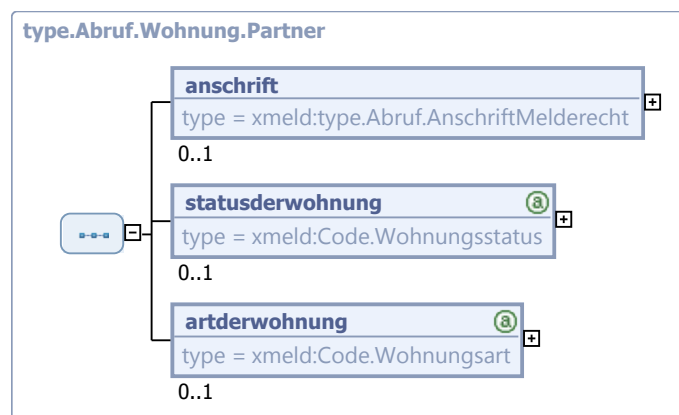 type.Abruf.Wohnung.Partner
anschrift
type = xmeld:type.Abruf.AnschriftMelderecht
0..1
statusderwohnung
type = xmeld:Code.Wohnungsstatus
0..1
artderwohnung
type = xmeld:Code.Wohnungsart
0..1